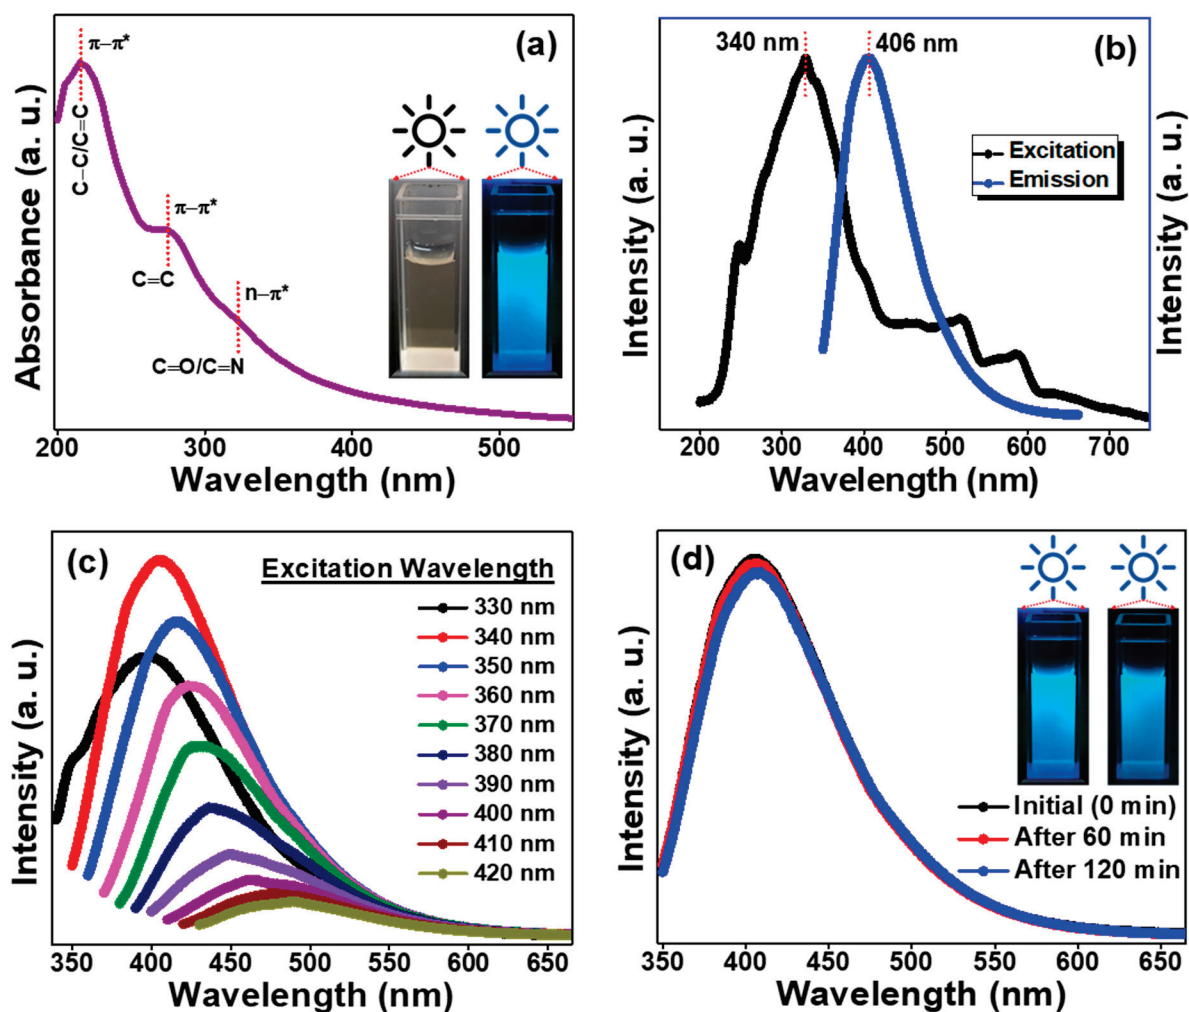 (a)
π–π*
C–C/C=C
π–π*
C=C
n–π*
C=O/C=N
Absorbance (a. u.)
200 300 400 500
Wavelength (nm)
(b)
340 nm
406 nm
Excitation
Emission
Intensity (a. u.)
Intensity (a. u.)
200 300 400 500 600 700
Wavelength (nm)
(c)
Excitation Wavelength
330 nm
340 nm
350 nm
360 nm
370 nm
380 nm
390 nm
400 nm
410 nm
420 nm
Intensity (a. u.)
350 400 450 500 550 600 650
Wavelength (nm)
(d)
Initial (0 min)
After 60 min
After 120 min
Intensity (a. u.)
350 400 450 500 550 600 650
Wavelength (nm)